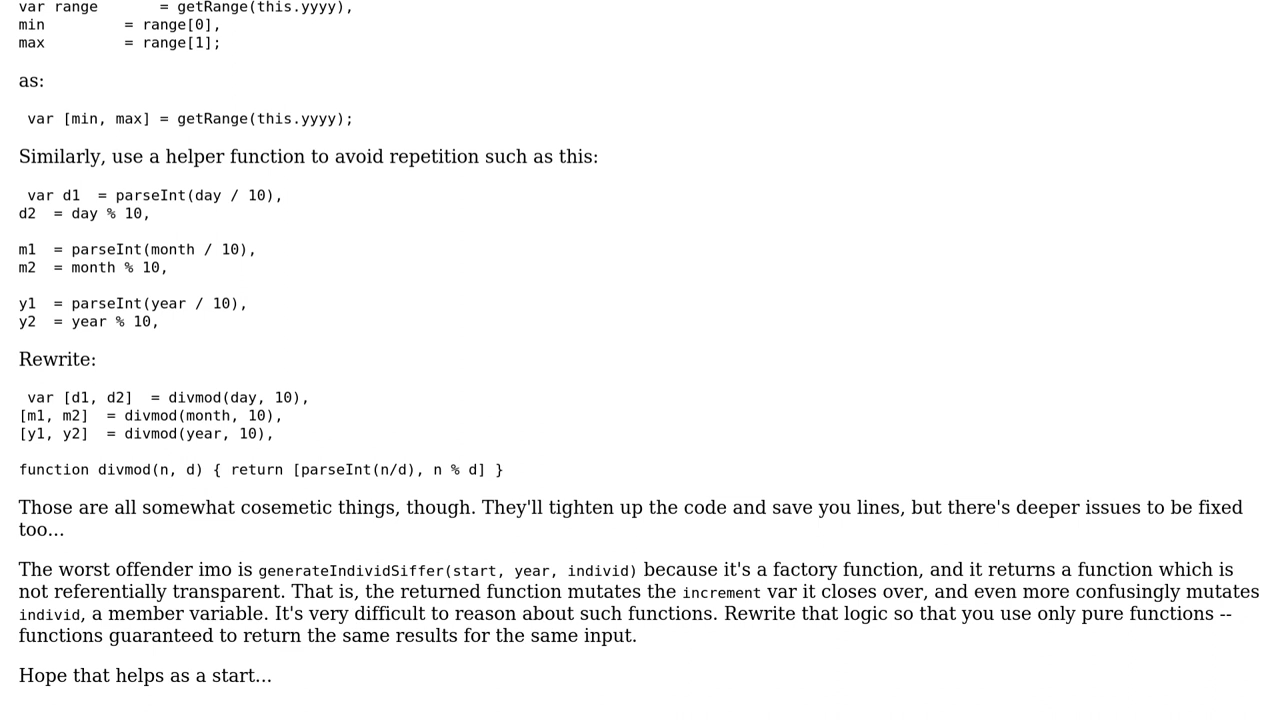 var range       = getRange(this.yyyy),
min         = range[0],
max         = range[1];
as:
var [min, max] = getRange(this.yyyy);
Similarly, use a helper function to avoid repetition such as this:
var d1  = parseInt(day / 10),
d2  = day % 10,
m1  = parseInt(month / 10),
m2  = month % 10,
y1  = parseInt(year / 10),
y2  = year % 10,
Rewrite:
var [d1, d2]  = divmod(day, 10),
[m1, m2]  = divmod(month, 10),
[y1, y2]  = divmod(year, 10),
function divmod(n, d) { return [parseInt(n/d), n % d] }
Those are all somewhat cosemetic things, though. They'll tighten up the code and save you lines, but there's deeper issues to be fixed
too...
The worst offender imo is generateIndividSiffer(start, year, individ) because it's a factory function, and it returns a function which is
not referentially transparent. That is, the returned function mutates the increment var it closes over, and even more confusingly mutates
individ, a member variable. It's very difficult to reason about such functions. Rewrite that logic so that you use only pure functions --
functions guaranteed to return the same results for the same input.
Hope that helps as a start...